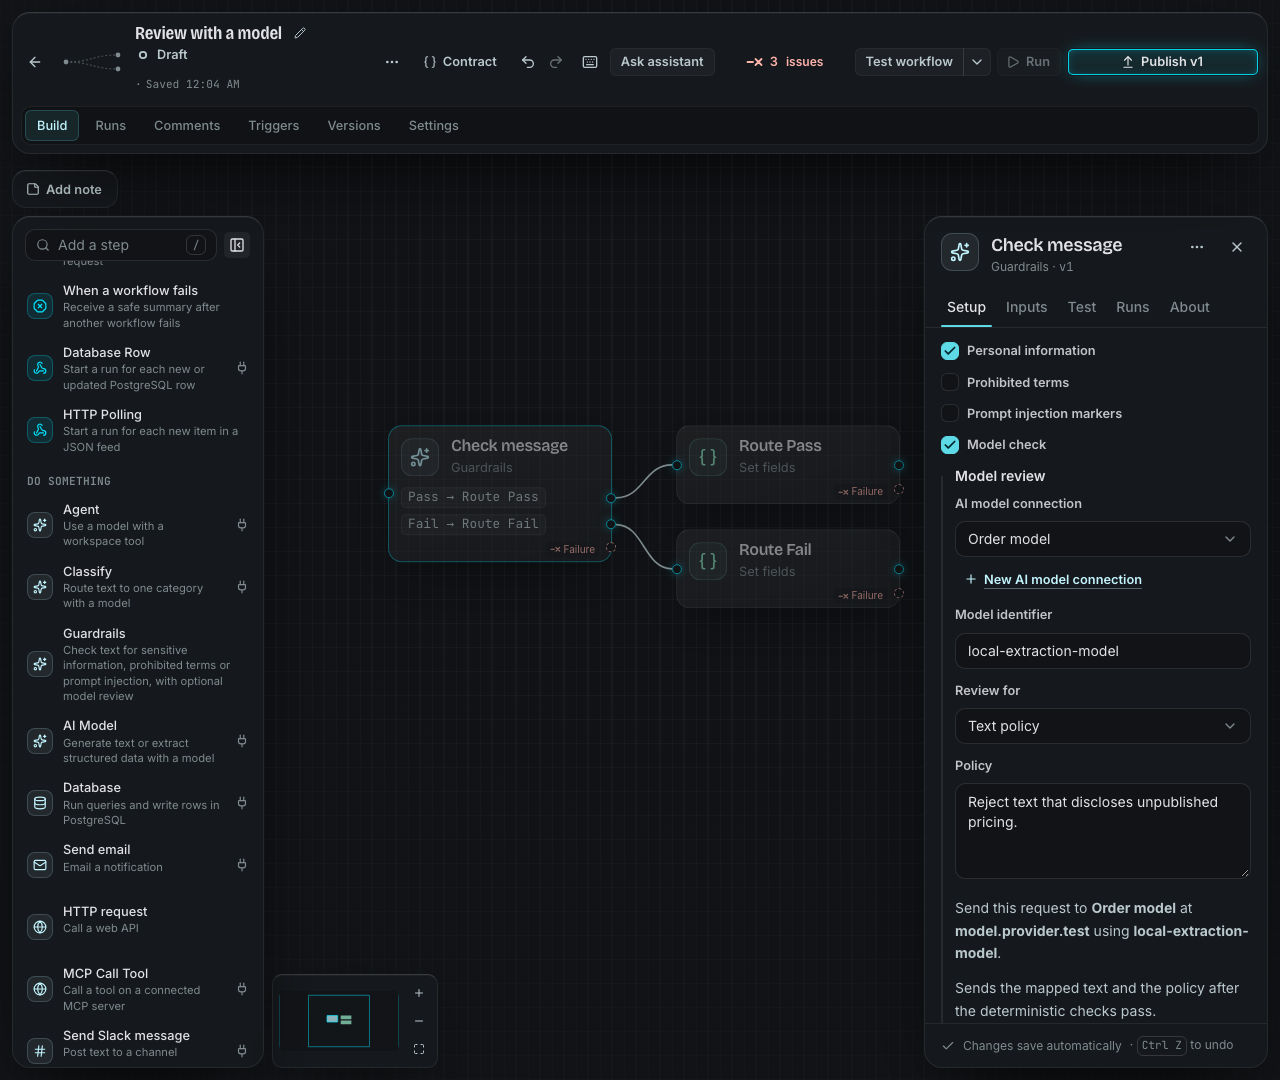 Review with a model
Draft
· Saved 12:04 AM
{ } Contract
Ask assistant
3 issues
Test workflow
Run
Publish v1
Build
Runs
Comments
Triggers
Versions
Settings
Add note
Add a step
/
request
When a workflow fails
Receive a safe summary after
another workflow fails
Database Row
Start a run for each new or
updated PostgreSQL row
HTTP Polling
Start a run for each new item in a
JSON feed
DO SOMETHING
Agent
Use a model with a
workspace tool
Classify
Route text to one category
with a model
Guardrails
Check text for sensitive
information, prohibited terms or
prompt injection, with optional
model review
AI Model
Generate text or extract
structured data with a model
Database
Run queries and write rows in
PostgreSQL
Send email
Email a notification
HTTP request
Call a web API
MCP Call Tool
Call a tool on a connected
MCP server
Send Slack message
Post text to a channel
Check message
Guardrails
Pass → Route Pass
Fail → Route Fail
Failure
Route Pass
Set fields
Failure
Route Fail
Set fields
Failure
Check message
Guardrails · v1
Setup
Inputs
Test
Runs
About
Personal information
Prohibited terms
Prompt injection markers
Model check
Model review
AI model connection
Order model
+ New AI model connection
Model identifier
local-extraction-model
Review for
Text policy
Policy
Reject text that discloses unpublished
pricing.
Send this request to Order model at
model.provider.test using local-extraction-
model.
Sends the mapped text and the policy after
the deterministic checks pass.
Changes save automatically · Ctrl Z to undo